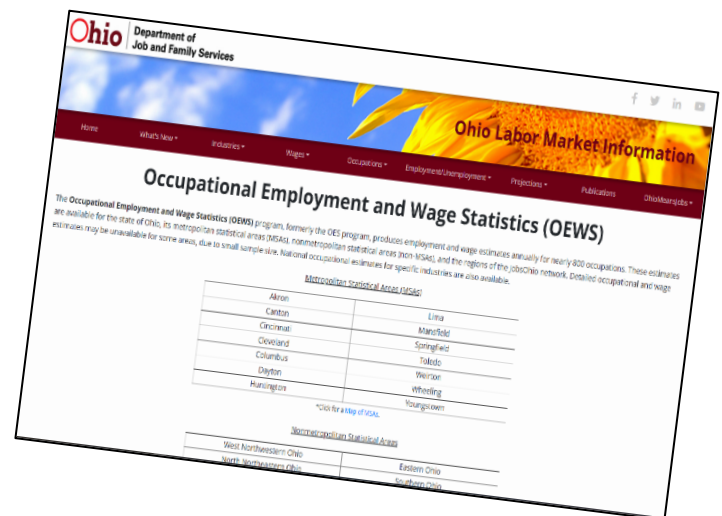 Ohio
Department of
Job and Family Services
Ohio Labor Market Information
Home What's New Industries Wages Occupations Employment/Unemployment Projections Publications OhioMeansJobs
Occupational Employment and Wage Statistics (OEWS)
The Occupational Employment and Wage Statistics (OEWS) program, formerly the OES program, produces employment and wage estimates annually for nearly 800 occupations. These estimates
are available for the state of Ohio, its metropolitan statistical areas (MSAs), nonmetropolitan statistical areas (non-MSAs), and the regions of the JobsOhio network. Detailed occupational and wage
estimates may be unavailable for some areas, due to small sample size. National occupational estimates for specific industries are also available.
Metropolitan Statistical Areas (MSAs)
Akron Lima
Canton Mansfield
Cincinnati Springfield
Cleveland Toledo
Columbus Weirton
Dayton Wheeling
Huntington Youngstown
*Click for a Map of MSAs.
Nonmetropolitan Statistical Areas
West Northwestern Ohio Eastern Ohio
North Northeastern Ohio Southern Ohio